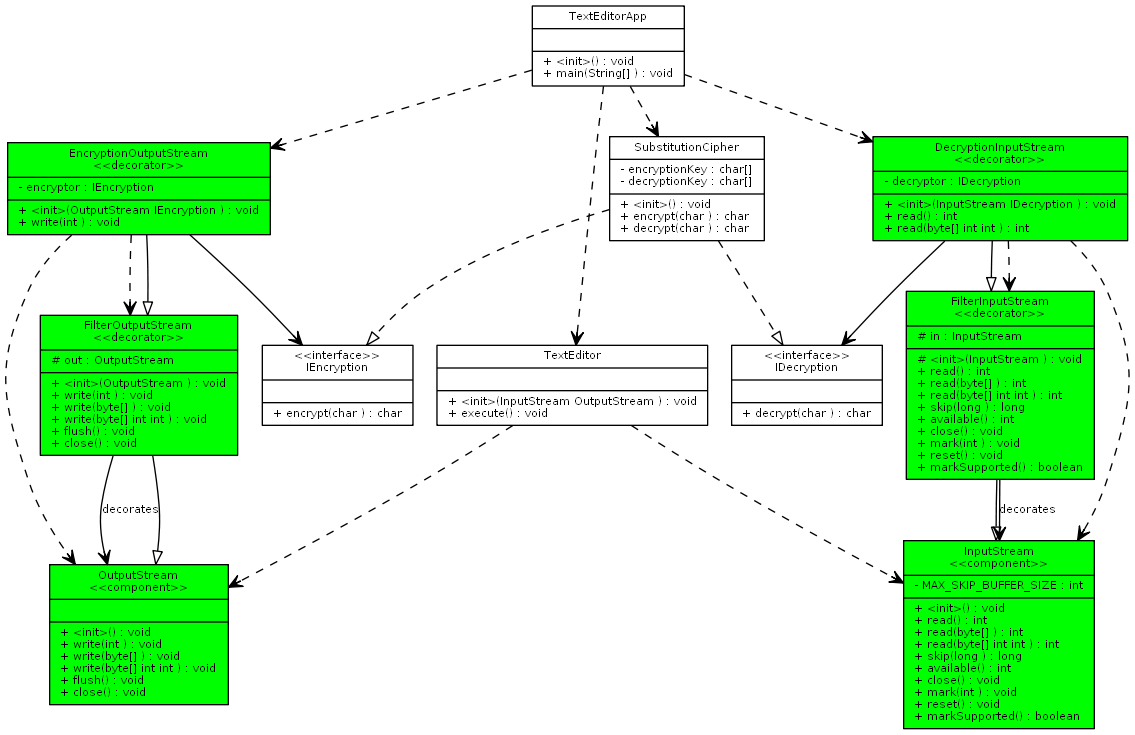 TextEditorApp
+ <init>() : void
+ main(String[] ) : void
EncryptionOutputStream
<<decorator>>
- encryptor : IEncryption
+ <init>(OutputStream IEncryption ) : void
+ write(int ) : void
SubstitutionCipher
- encryptionKey : char[]
- decryptionKey : char[]
+ <init>() : void
+ encrypt(char ) : char
+ decrypt(char ) : char
DecryptionInputStream
<<decorator>>
- decryptor : IDecryption
+ <init>(InputStream IDecryption ) : void
+ read() : int
+ read(byte[] int int ) : int
FilterOutputStream
<<decorator>>
# out : OutputStream
+ <init>(OutputStream ) : void
+ write(int ) : void
+ write(byte[] ) : void
+ write(byte[] int int ) : void
+ flush() : void
+ close() : void
<<interface>>
IEncryption
+ encrypt(char ) : char
TextEditor
+ <init>(InputStream OutputStream ) : void
+ execute() : void
<<interface>>
IDecryption
+ decrypt(char ) : char
FilterInputStream
<<decorator>>
# in : InputStream
# <init>(InputStream ) : void
+ read() : int
+ read(byte[] ) : int
+ read(byte[] int int ) : int
+ skip(long ) : long
+ available() : int
+ close() : void
+ mark(int ) : void
+ reset() : void
+ markSupported() : boolean
decorates
decorates
OutputStream
<<component>>
+ <init>() : void
+ write(int ) : void
+ write(byte[] ) : void
+ write(byte[] int int ) : void
+ flush() : void
+ close() : void
InputStream
<<component>>
- MAX_SKIP_BUFFER_SIZE : int
+ <init>() : void
+ read() : int
+ read(byte[] ) : int
+ read(byte[] int int ) : int
+ skip(long ) : long
+ available() : int
+ close() : void
+ mark(int ) : void
+ reset() : void
+ markSupported() : boolean